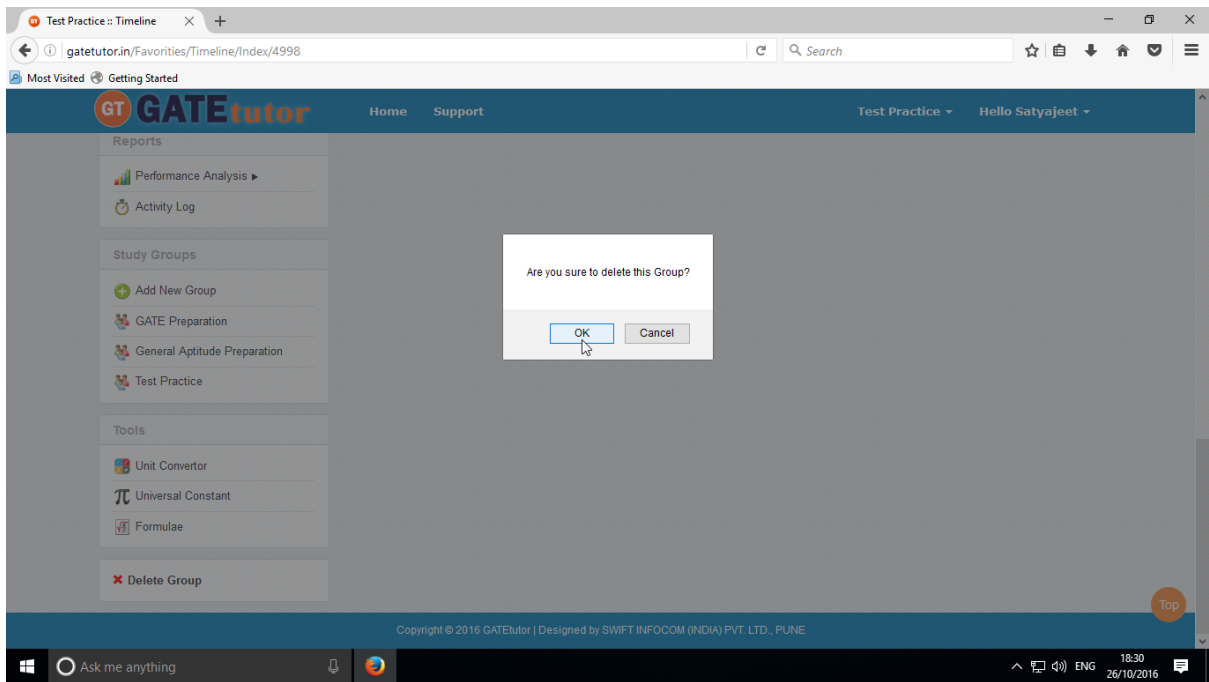 Test Practice :: Timeline
gatetutor.in/Favorities/Timeline/Index/4998
Search
Most Visited Getting Started
GT GATEtutor Home Support Test Practice Hello Satyajeet
Reports
Performance Analysis
Activity Log
Study Groups
Add New Group
GATE Preparation
General Aptitude Preparation
Test Practice
Tools
Unit Convertor
Universal Constant
Formulae
Delete Group
Are you sure to delete this Group?
OK Cancel
Top
Copyright © 2016 GATEtutor | Designed by SWIFT INFOCOM (INDIA) PVT. LTD., PUNE
Ask me anything
ENG
18:30
26/10/2016